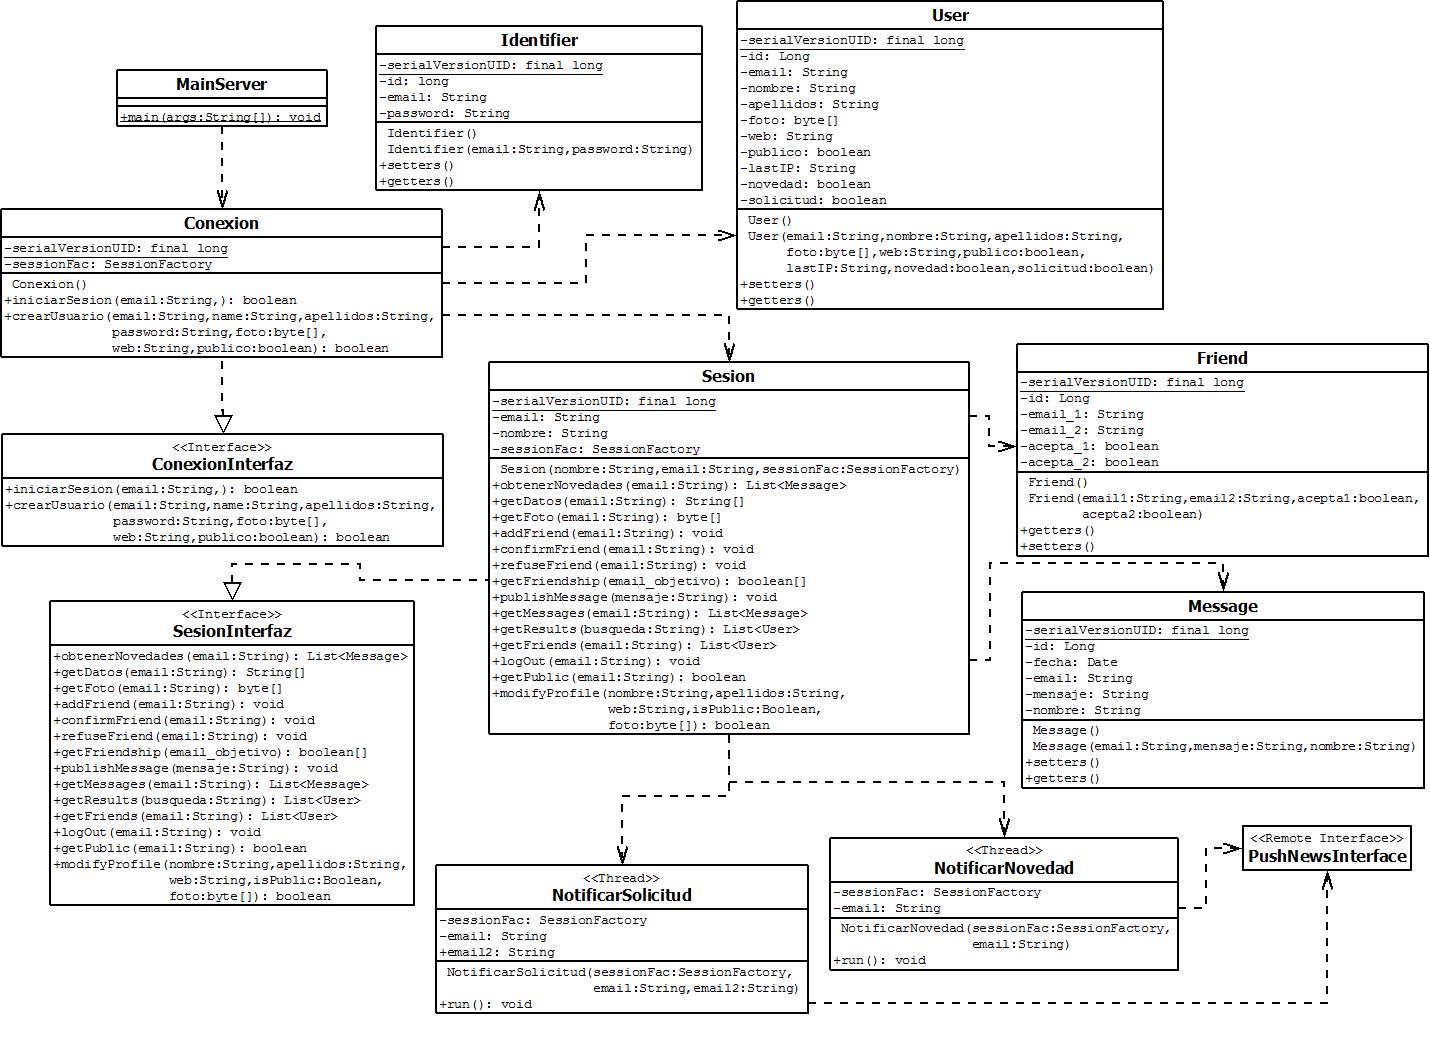 MainServer
+main(args:String[]): void
Identifier
-serialVersionUID: final long
-id: long
-email: String
-password: String
Identifier()
Identifier(email:String,password:String)
+setters()
+getters()
User
-serialVersionUID: final long
-id: Long
-email: String
-nombre: String
-apellidos: String
-foto: byte[]
-web: String
-publico: boolean
-lastIP: String
-novedad: boolean
-solicitud: boolean
User()
User(email:String,nombre:String,apellidos:String,
foto:byte[],web:String,publico:boolean,
lastIP:String,novedad:boolean,solicitud:boolean)
+setters()
+getters()
Conexion
-serialVersionUID: final long
-sessionFac: SessionFactory
Conexion()
+iniciarSesion(email:String,): boolean
+crearUsuario(email:String,name:String,apellidos:String,
password:String,foto:byte[],
web:String,publico:boolean): boolean
<<Interface>>
ConexionInterfaz
+iniciarSesion(email:String,): boolean
+crearUsuario(email:String,name:String,apellidos:String,
password:String,foto:byte[],
web:String,publico:boolean): boolean
Sesion
-serialVersionUID: final long
-email: String
-nombre: String
-sessionFac: SessionFactory
Sesion(nombre:String,email:String,sessionFac:SessionFactory)
+obtenerNovedades(email:String): List<Message>
+getDatos(email:String): String[]
+getFoto(email:String): byte[]
+addFriend(email:String): void
+confirmFriend(email:String): void
+refuseFriend(email:String): void
+getFriendship(email_objetivo): boolean[]
+publishMessage(mensaje:String): void
+getMessages(email:String): List<Message>
+getResults(busqueda:String): List<User>
+getFriends(email:String): List<User>
+logOut(email:String): void
+getPublic(email:String): boolean
+modifyProfile(nombre:String,apellidos:String,
web:String,isPublic:Boolean,
foto:byte[]): boolean
Friend
-serialVersionUID: final long
-id: Long
-email_1: String
-email_2: String
-acepta_1: boolean
-acepta_2: boolean
Friend()
Friend(email1:String,email2:String,acepta1:boolean,
acepta2:boolean)
+getters()
+setters()
<<Interface>>
SesionInterfaz
+obtenerNovedades(email:String): List<Message>
+getDatos(email:String): String[]
+getFoto(email:String): byte[]
+addFriend(email:String): void
+confirmFriend(email:String): void
+refuseFriend(email:String): void
+getFriendship(email_objetivo): boolean[]
+publishMessage(mensaje:String): void
+getMessages(email:String): List<Message>
+getResults(busqueda:String): List<User>
+getFriends(email:String): List<User>
+logOut(email:String): void
+getPublic(email:String): boolean
+modifyProfile(nombre:String,apellidos:String,
web:String,isPublic:Boolean,
foto:byte[]): boolean
Message
-serialVersionUID: final long
-id: Long
-fecha: Date
-email: String
-mensaje: String
-nombre: String
Message()
Message(email:String,mensaje:String,nombre:String)
+setters()
+getters()
<<Thread>>
NotificarSolicitud
-sessionFac: SessionFactory
-email: String
+email2: String
NotificarSolicitud(sessionFac:SessionFactory,
email:String,email2:String)
+run(): void
<<Thread>>
NotificarNovedad
-sessionFac: SessionFactory
-email: String
NotificarNovedad(sessionFac:SessionFactory,
email:String)
+run(): void
<<Remote Interface>>
PushNewsInterface